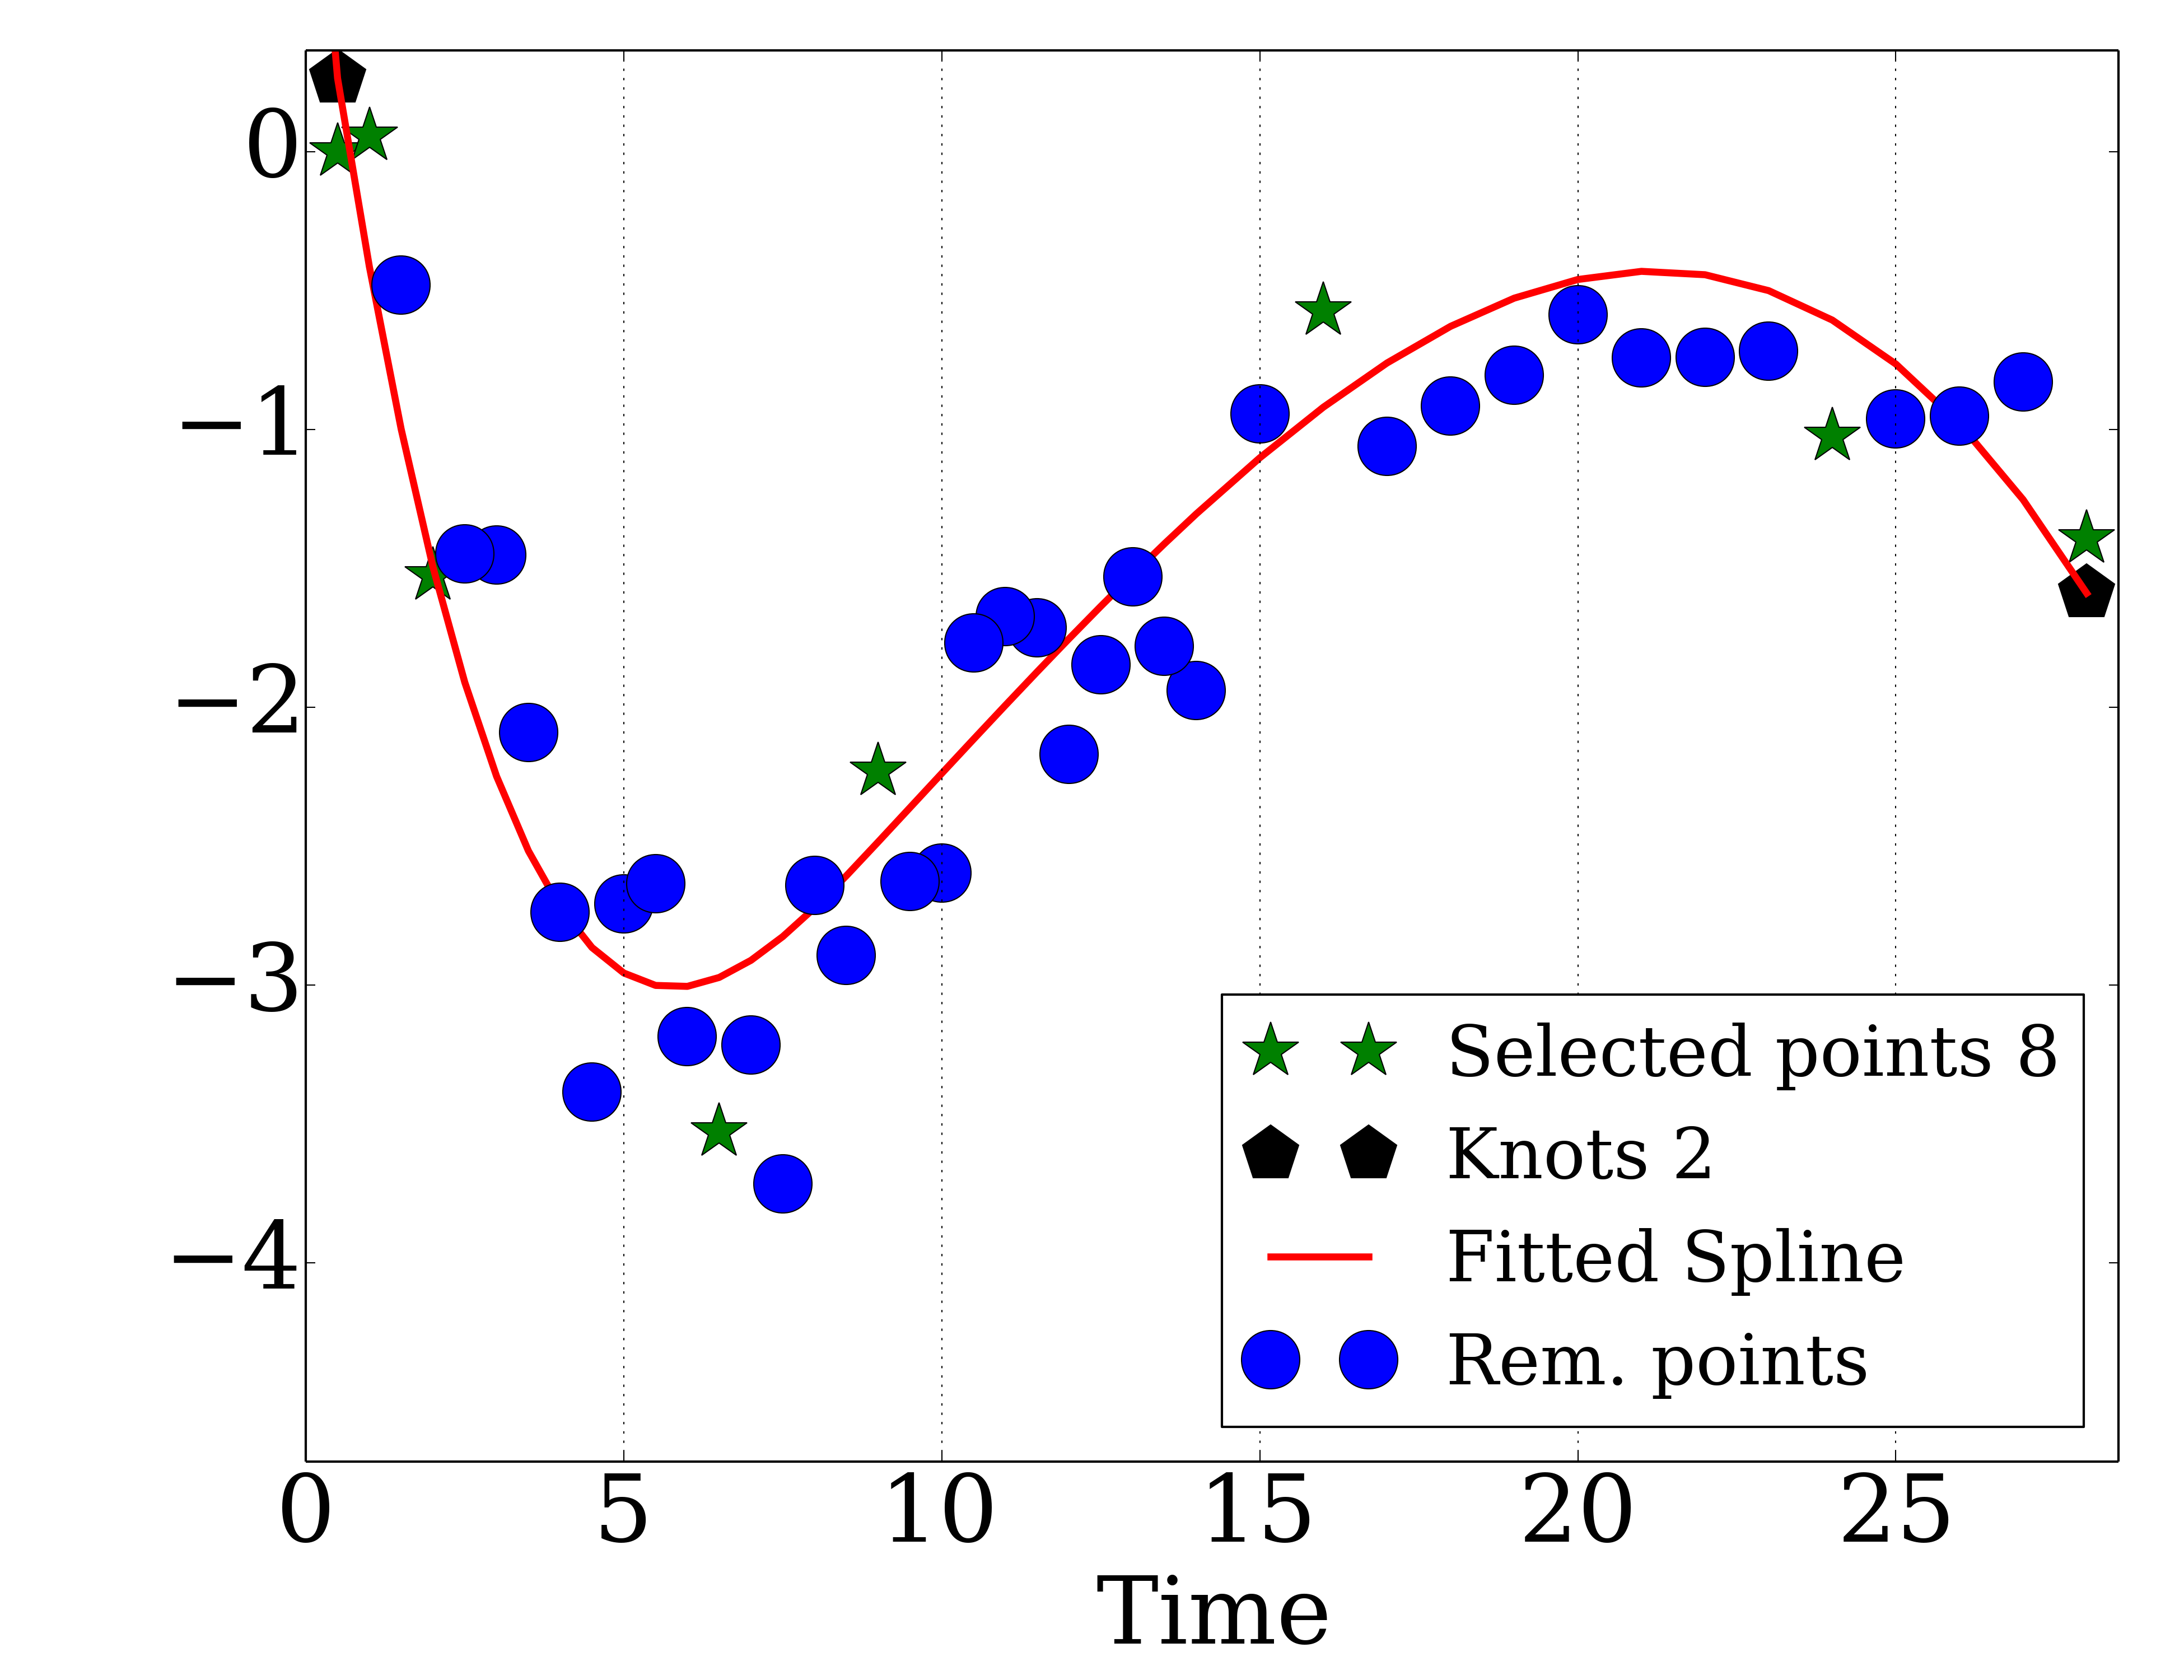 0
−1
−2
−3
−4
Selected points 8
Knots 2
Fitted Spline
Rem. points
0 5 10 15 20 25
Time